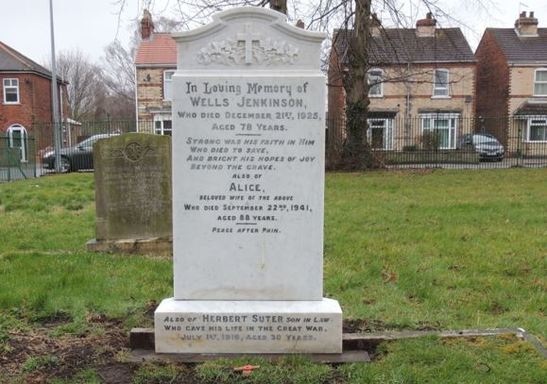 In Loving Memory of
WELLS JENKINSON,
WHO DIED DECEMBER 21ST 1925,
AGED 78 YEARS.
STRONG WAS HIS FAITH IN HIM
WHO DIED TO SAVE,
AND BRIGHT HIS HOPES OF JOY
BEYOND THE GRAVE.
ALSO OF
ALICE,
BELOVED WIFE OF THE ABOVE
WHO DIED SEPTEMBER 22ND 1941,
AGED 88 YEARS.
PEACE AFTER PAIN.
ALSO OF HERBERT SUTER SON IN LAW
WHO GAVE HIS LIFE IN THE GREAT WAR,
JULY 1ST 1916, AGED 30 YEARS.